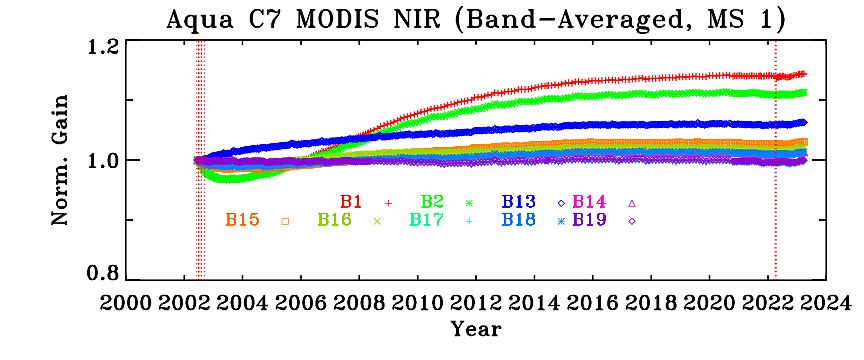 Aqua C7 MODIS NIR (Band-Averaged, MS 1)
1.2
1.0
0.8
Norm. Gain
B1 B2 B13 B14
B15 B16 B17 B18 B19
2000 2002 2004 2006 2008 2010 2012 2014 2016 2018 2020 2022 2024
Year